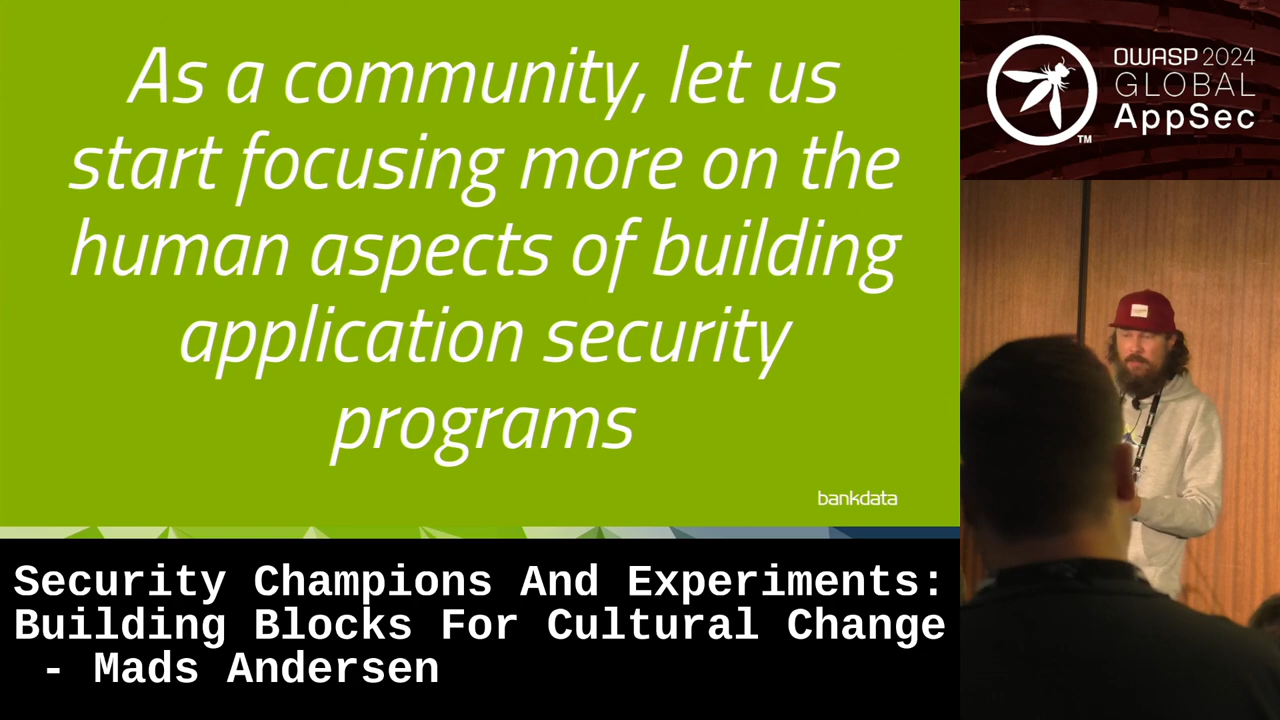 As a community, let us
start focusing more on the
human aspects of building
application security
programs
bankdata
OWASP 2024
GLOBAL
AppSec
TM
Security Champions And Experiments:
Building Blocks For Cultural Change
- Mads Andersen